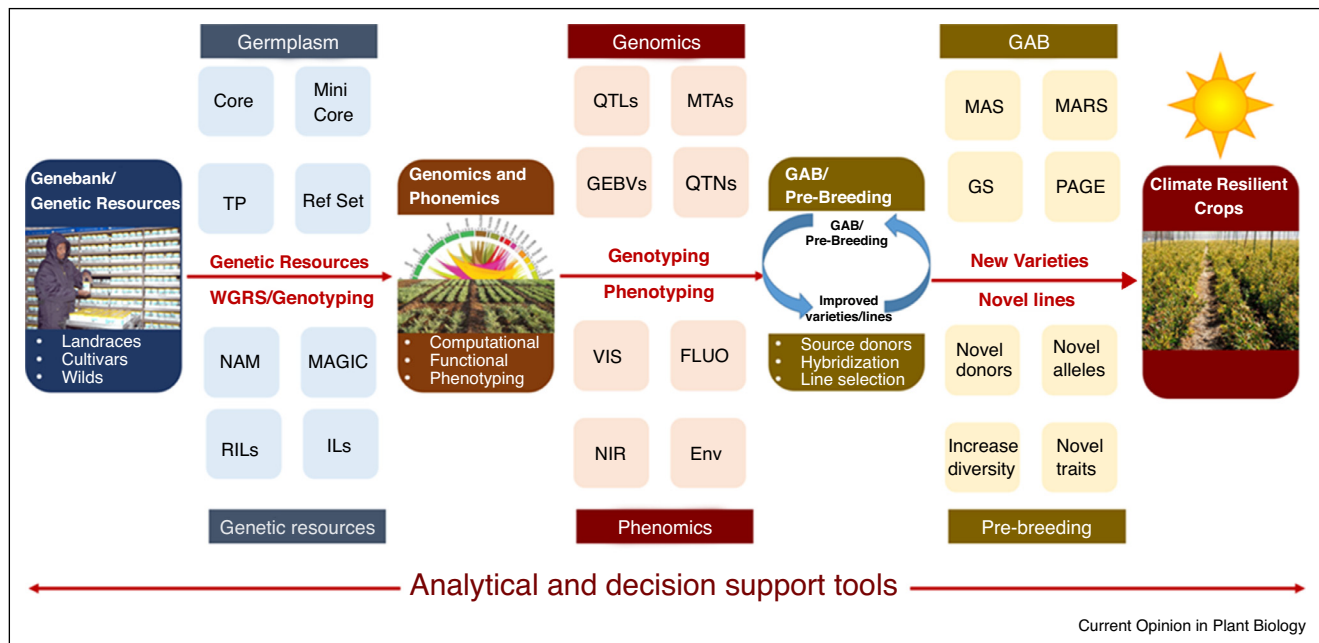 Germplasm
Core
Mini
Core
TP
Ref Set
Genebank/
Genetic Resources
Landraces
Cultivars
Wilds
Genetic Resources
WGRS/Genotyping
NAM
MAGIC
RILs
ILs
Genetic resources
Genomics
QTLs
MTAs
GEBVs
QTNs
Genomics and
Phonemics
Computational
Functional
Phenotyping
Genotyping
Phenotyping
VIS
FLUO
NIR
Env
Phenomics
GAB
MAS
MARS
GS
PAGE
GAB/
Pre-Breeding
GAB/
Pre-Breeding
Improved
varieties/lines
Source donors
Hybridization
Line selection
New Varieties
Novel lines
Novel
donors
Novel
alleles
Increase
diversity
Novel
traits
Pre-breeding
Climate Resilient
Crops
Analytical and decision support tools
Current Opinion in Plant Biology